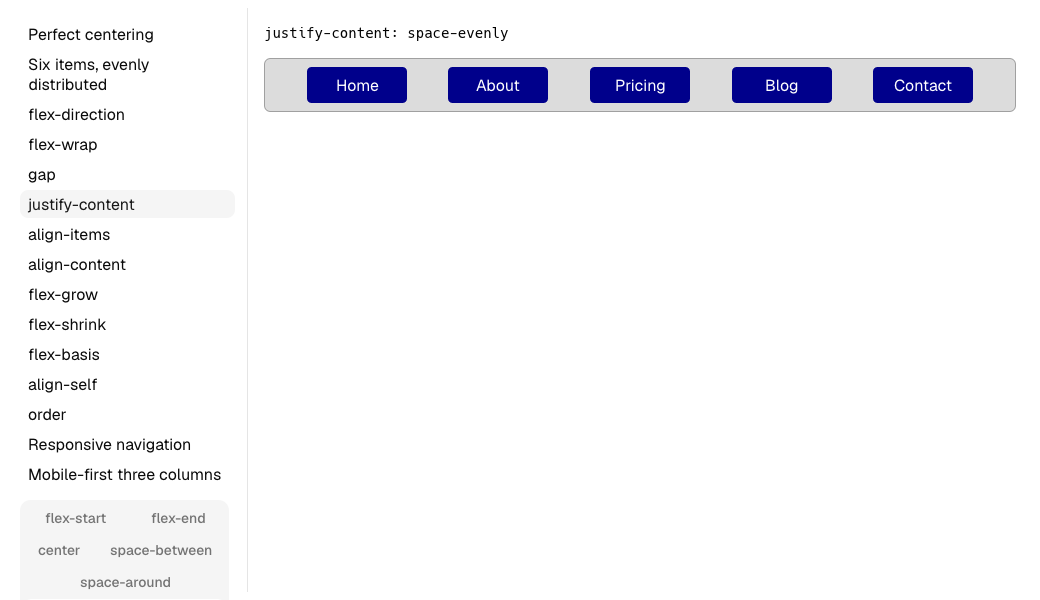 Perfect centering
Six items, evenly
distributed
flex-direction
flex-wrap
gap
justify-content
align-items
align-content
flex-grow
flex-shrink
flex-basis
align-self
order
Responsive navigation
Mobile-first three columns
flex-start flex-end
center space-between
space-around
justify-content: space-evenly
Home About Pricing Blog Contact